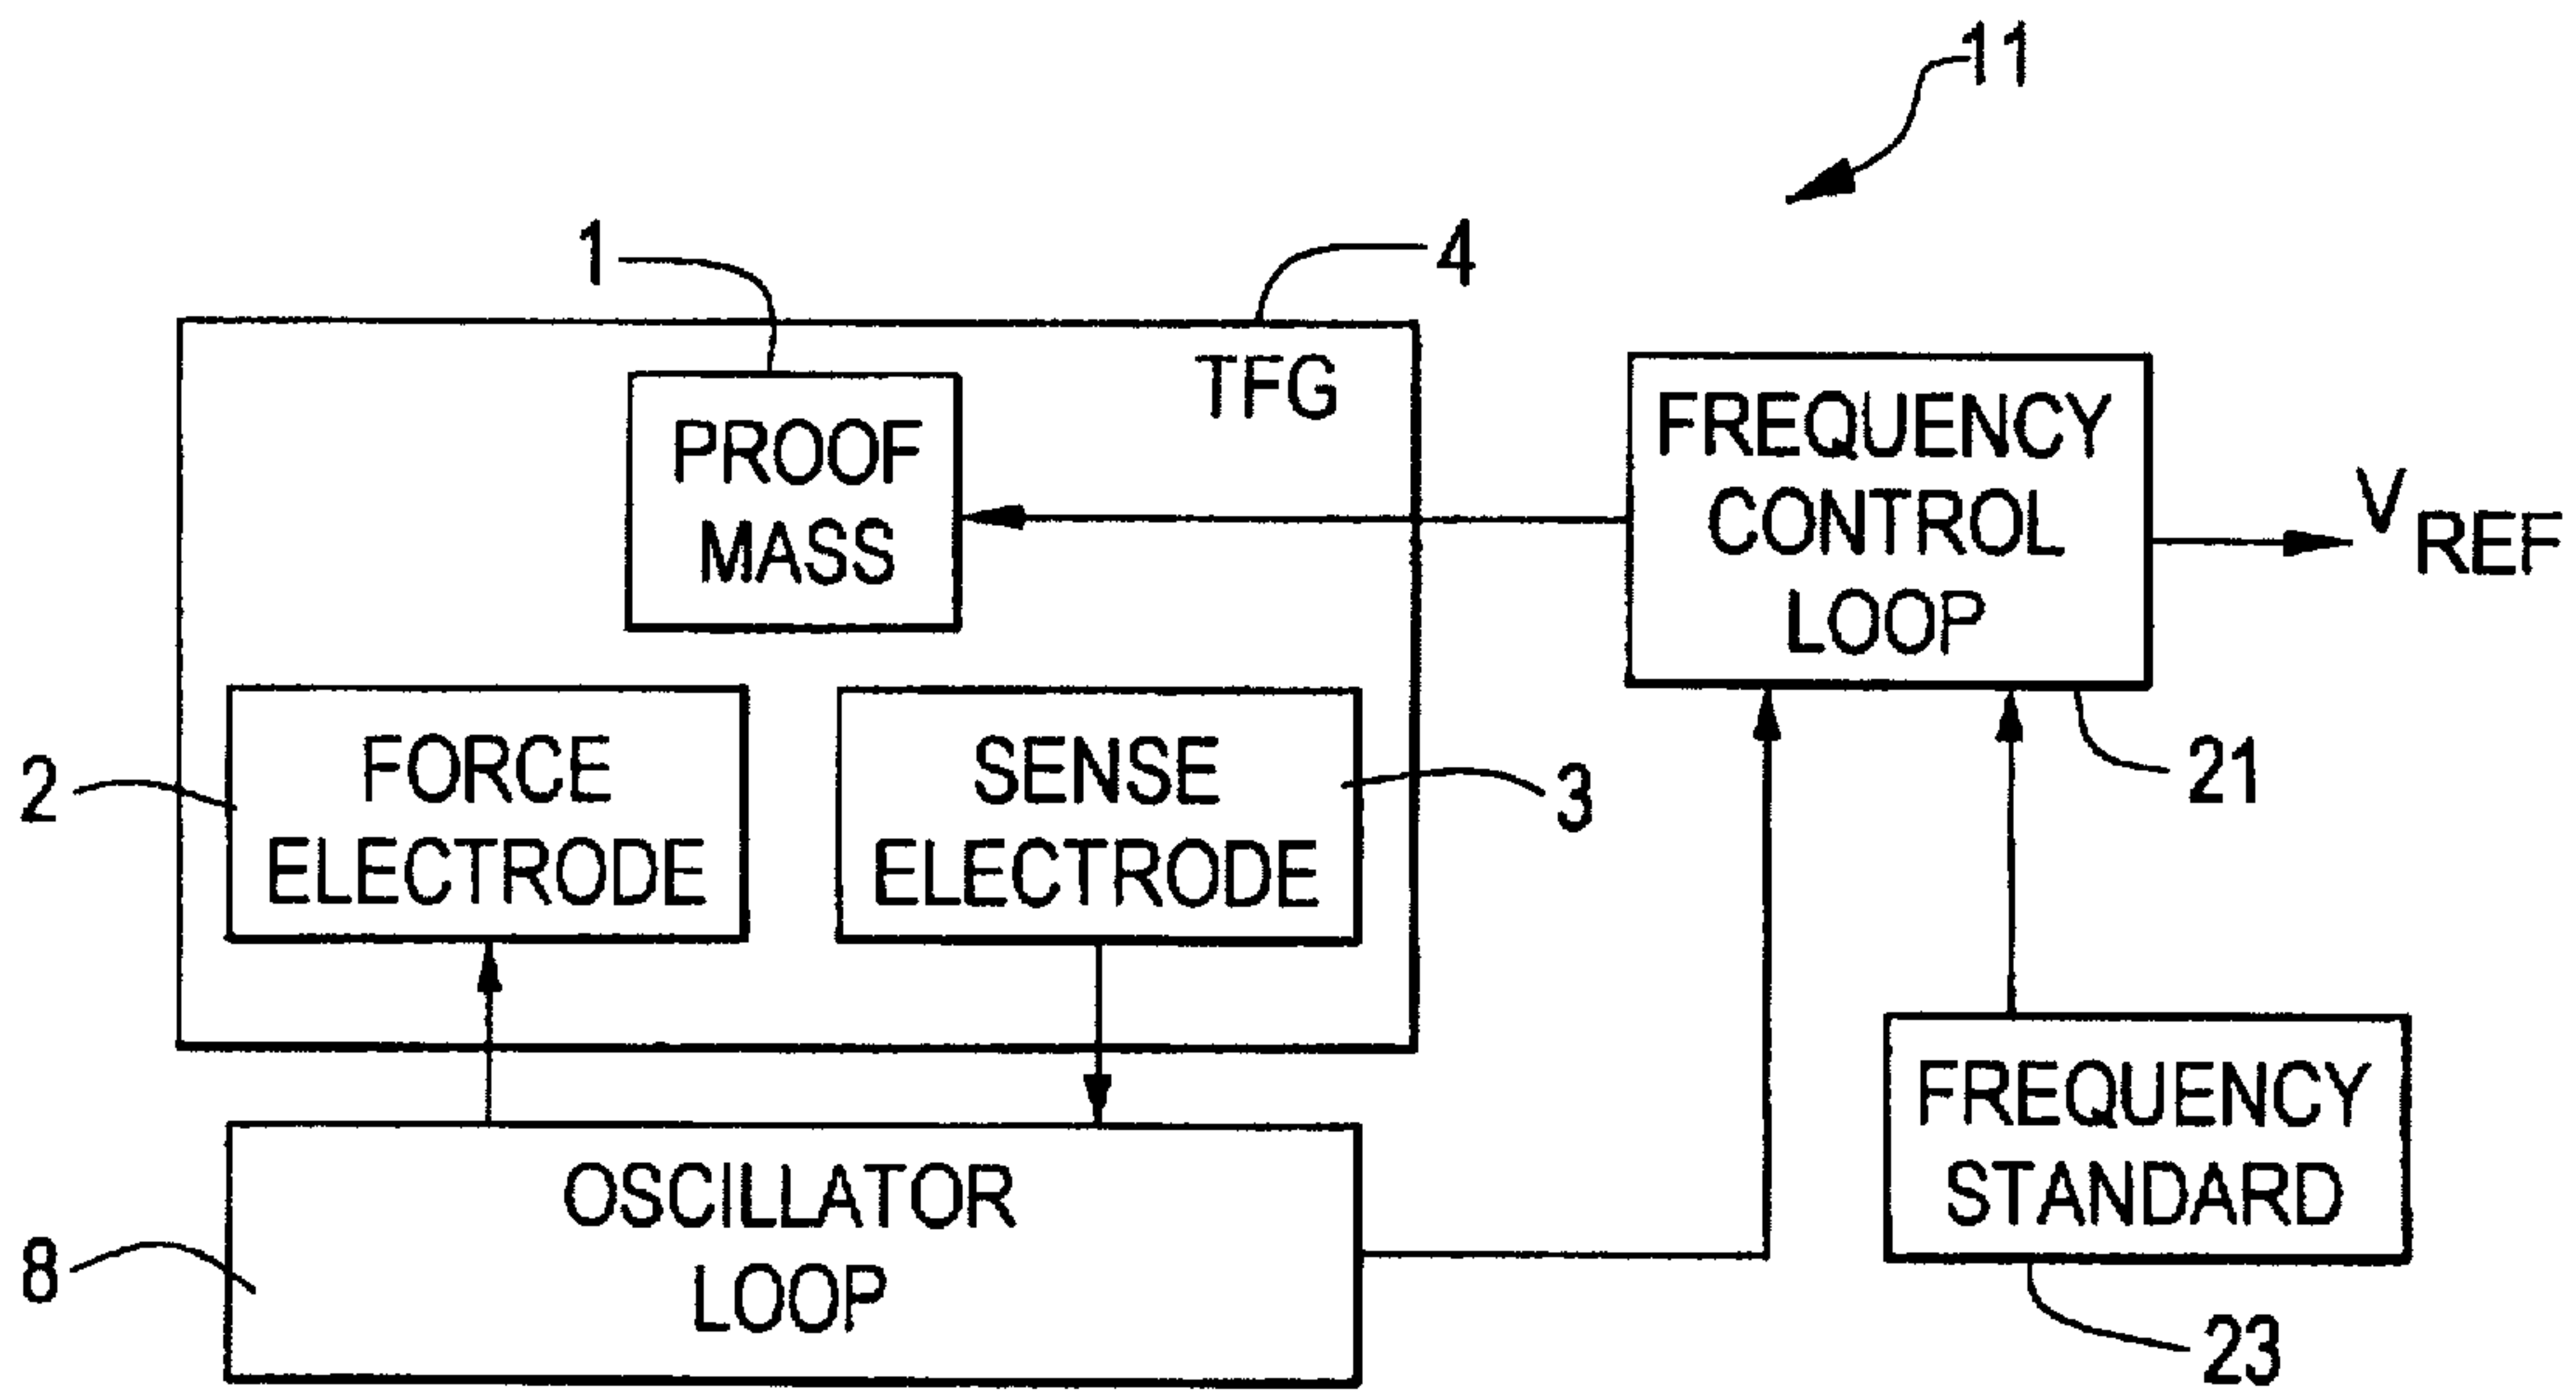 11
1
4
TFG
PROOF
MASS
FREQUENCY
CONTROL
LOOP
V REF
2
FORCE
ELECTRODE
SENSE
ELECTRODE
3
21
OSCILLATOR
LOOP
8
FREQUENCY
STANDARD
23